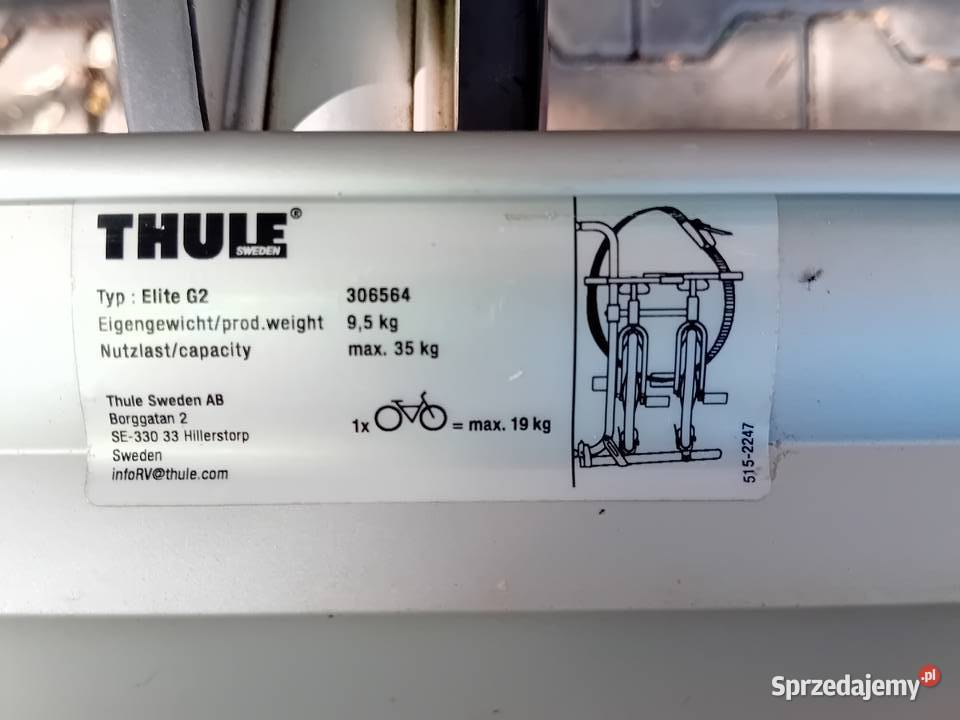 THULE®
SWEDEN
Typ : Elite G2 306564
Eigengewicht/prod.weight 9,5 kg
Nutzlast/capacity max. 35 kg
Thule Sweden AB
Borggatan 2
SE-330 33 Hillerstorp
Sweden
infoRV@thule.com
1x = max. 19 kg
515-2247
Sprzedajemy.pl